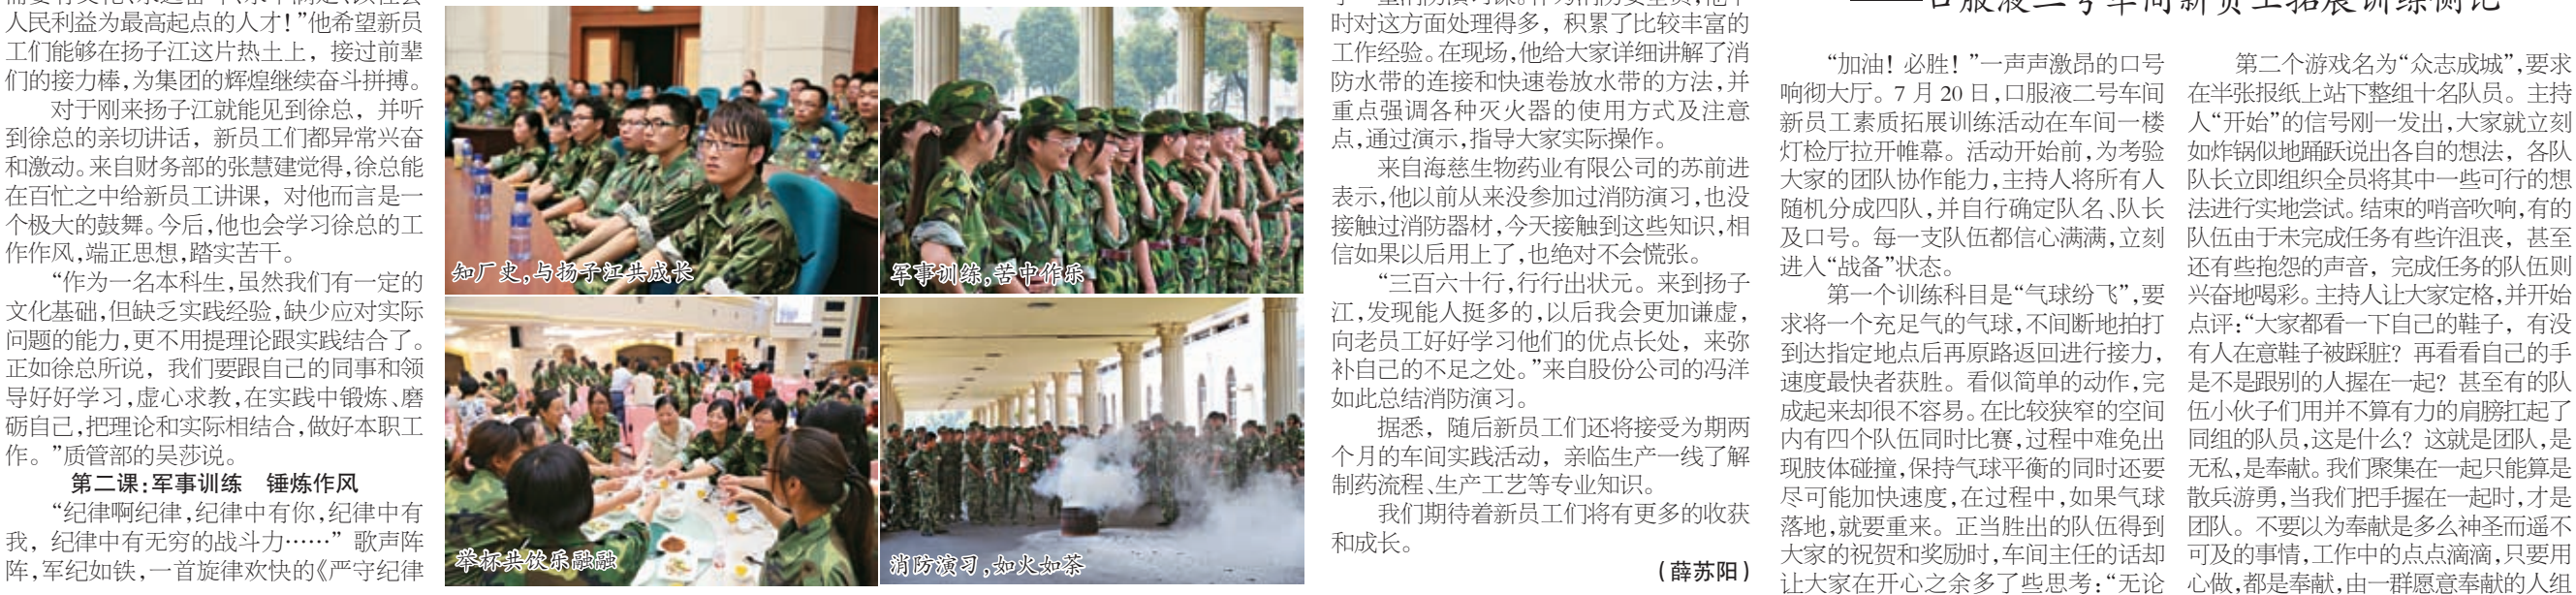 人民利益为最高起点的人才！”他希望新员
工们能够在扬子江这片热土上，接过前辈
们的接力棒，为集团的辉煌继续奋斗拼搏。
对于刚来扬子江就能见到徐总，并听
到徐总的亲切讲话，新员工们都异常兴奋
和激动。来自财务部的张慧建觉得，徐总能
在百忙之中给新员工讲课，对他而言是一
个极大的鼓舞。今后，他也会学习徐总的工
作作风，端正思想，踏实苦干。
“作为一名本科生，虽然我们有一定的
文化基础，但缺乏实践经验，缺少应对实际
问题的能力，更不用提理论跟实践结合了。
正如徐总所说，我们要跟自己的同事和领
导好好学习，虚心求教，在实践中锻炼、磨
砺自己，把理论和实际相结合，做好本职工
作。”质管部的吴莎说。
第二课：军事训练　锤炼作风
“纪律啊纪律，纪律中有你，纪律中有
我，纪律中有无穷的战斗力……”歌声阵
阵，军纪如铁，一首旋律欢快的《严守纪律
知厂史，与扬子江共成长
军事训练，苦中作乐
举杯共饮乐融融
消防演习，如火如荼
时对这方面处理得多，积累了比较丰富的
工作经验。在现场，他给大家详细讲解了消
防水带的连接和快速卷放水带的方法，并
重点强调各种灭火器的使用方式及注意
点，通过演示，指导大家实际操作。
来自海慈生物药业有限公司的苏前进
表示，他以前从来没参加过消防演习，也没
接触过消防器材，今天接触到这些知识，相
信如果以后用上了，也绝对不会慌张。
“三百六十行，行行出状元。来到扬子
江，发现能人挺多的，以后我会更加谦虚，
向老员工好好学习他们的优点长处，来弥
补自己的不足之处。”来自股份公司的冯洋
如此总结消防演习。
据悉，随后新员工们还将接受为期两
个月的车间实践活动，亲临生产一线了解
制药流程、生产工艺等专业知识。
我们期待着新员工们将有更多的收获
和成长。
（薛苏阳）
——口服液二号车间新员工拓展训练侧记
“加油！必胜！”一声声激昂的口号
响彻大厅。7月20日，口服液二号车间
新员工素质拓展训练活动在车间一楼
灯检厅拉开帷幕。活动开始前，为考验
大家的团队协作能力，主持人将所有人
随机分成四队，并自行确定队名、队长
及口号。每一支队伍都信心满满，立刻
进入“战备”状态。
第一个训练科目是“气球纷飞”，要
求将一个充足气的气球，不间断地拍打
到达指定地点后再原路返回进行接力，
速度最快者获胜。看似简单的动作，完
成起来却很不容易。在比较狭窄的空间
内有四个队伍同时比赛，过程中难免出
现肢体碰撞，保持气球平衡的同时还要
尽可能加快速度，在过程中，如果气球
落地，就要重来。正当胜出的队伍得到
大家的祝贺和奖励时，车间主任的话却
让大家在开心之余多了些思考：“无论
第二个游戏名为“众志成城”，要求
在半张报纸上站下整组十名队员。主持
人“开始”的信号刚一发出，大家就立刻
如炸锅似地踊跃说出各自的想法，各队
队长立即组织全员将其中一些可行的想
法进行实地尝试。结束的哨音吹响，有的
队伍由于未完成任务有些许沮丧，甚至
还有些抱怨的声音，完成任务的队伍则
兴奋地喝彩。主持人让大家定格，并开始
点评：“大家都看一下自己的鞋子，有没
有人在意鞋子被踩脏？再看看自己的手
是不是跟别的人握在一起？甚至有的队
伍小伙子们用并不算有力的肩膀扛起了
同组的队员，这是什么？这就是团队，是
无私，是奉献。我们聚集在一起只能算是
散兵游勇，当我们把手握在一起时，才是
团队。不要以为奉献是多么神圣而遥不
可及的事情，工作中的点点滴滴，只要用
心做，都是奉献，由一群愿意奉献的人组